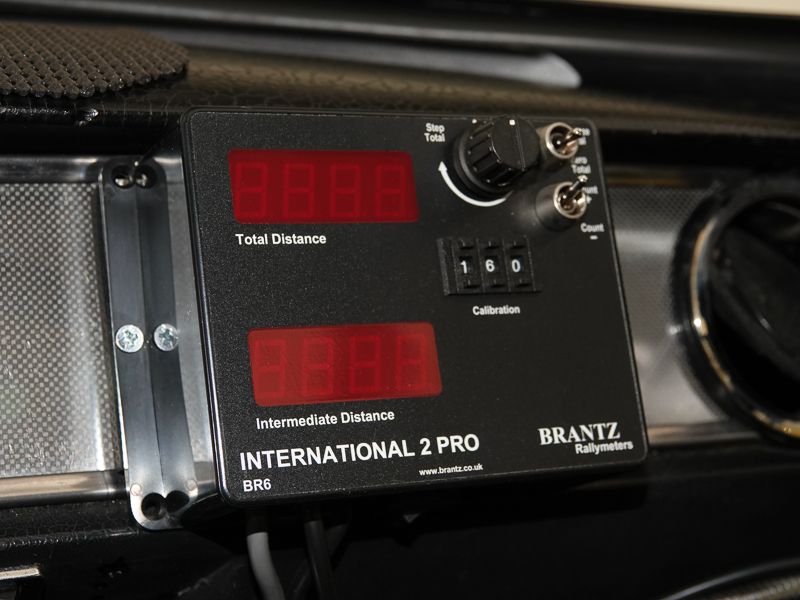 Step
Total
Total
Count
-
Total Distance
1 6 0
Calibration
Intermediate Distance
INTERNATIONAL 2 PRO
BR6
www.brantz.co.uk
BRANTZ
Rallymeters